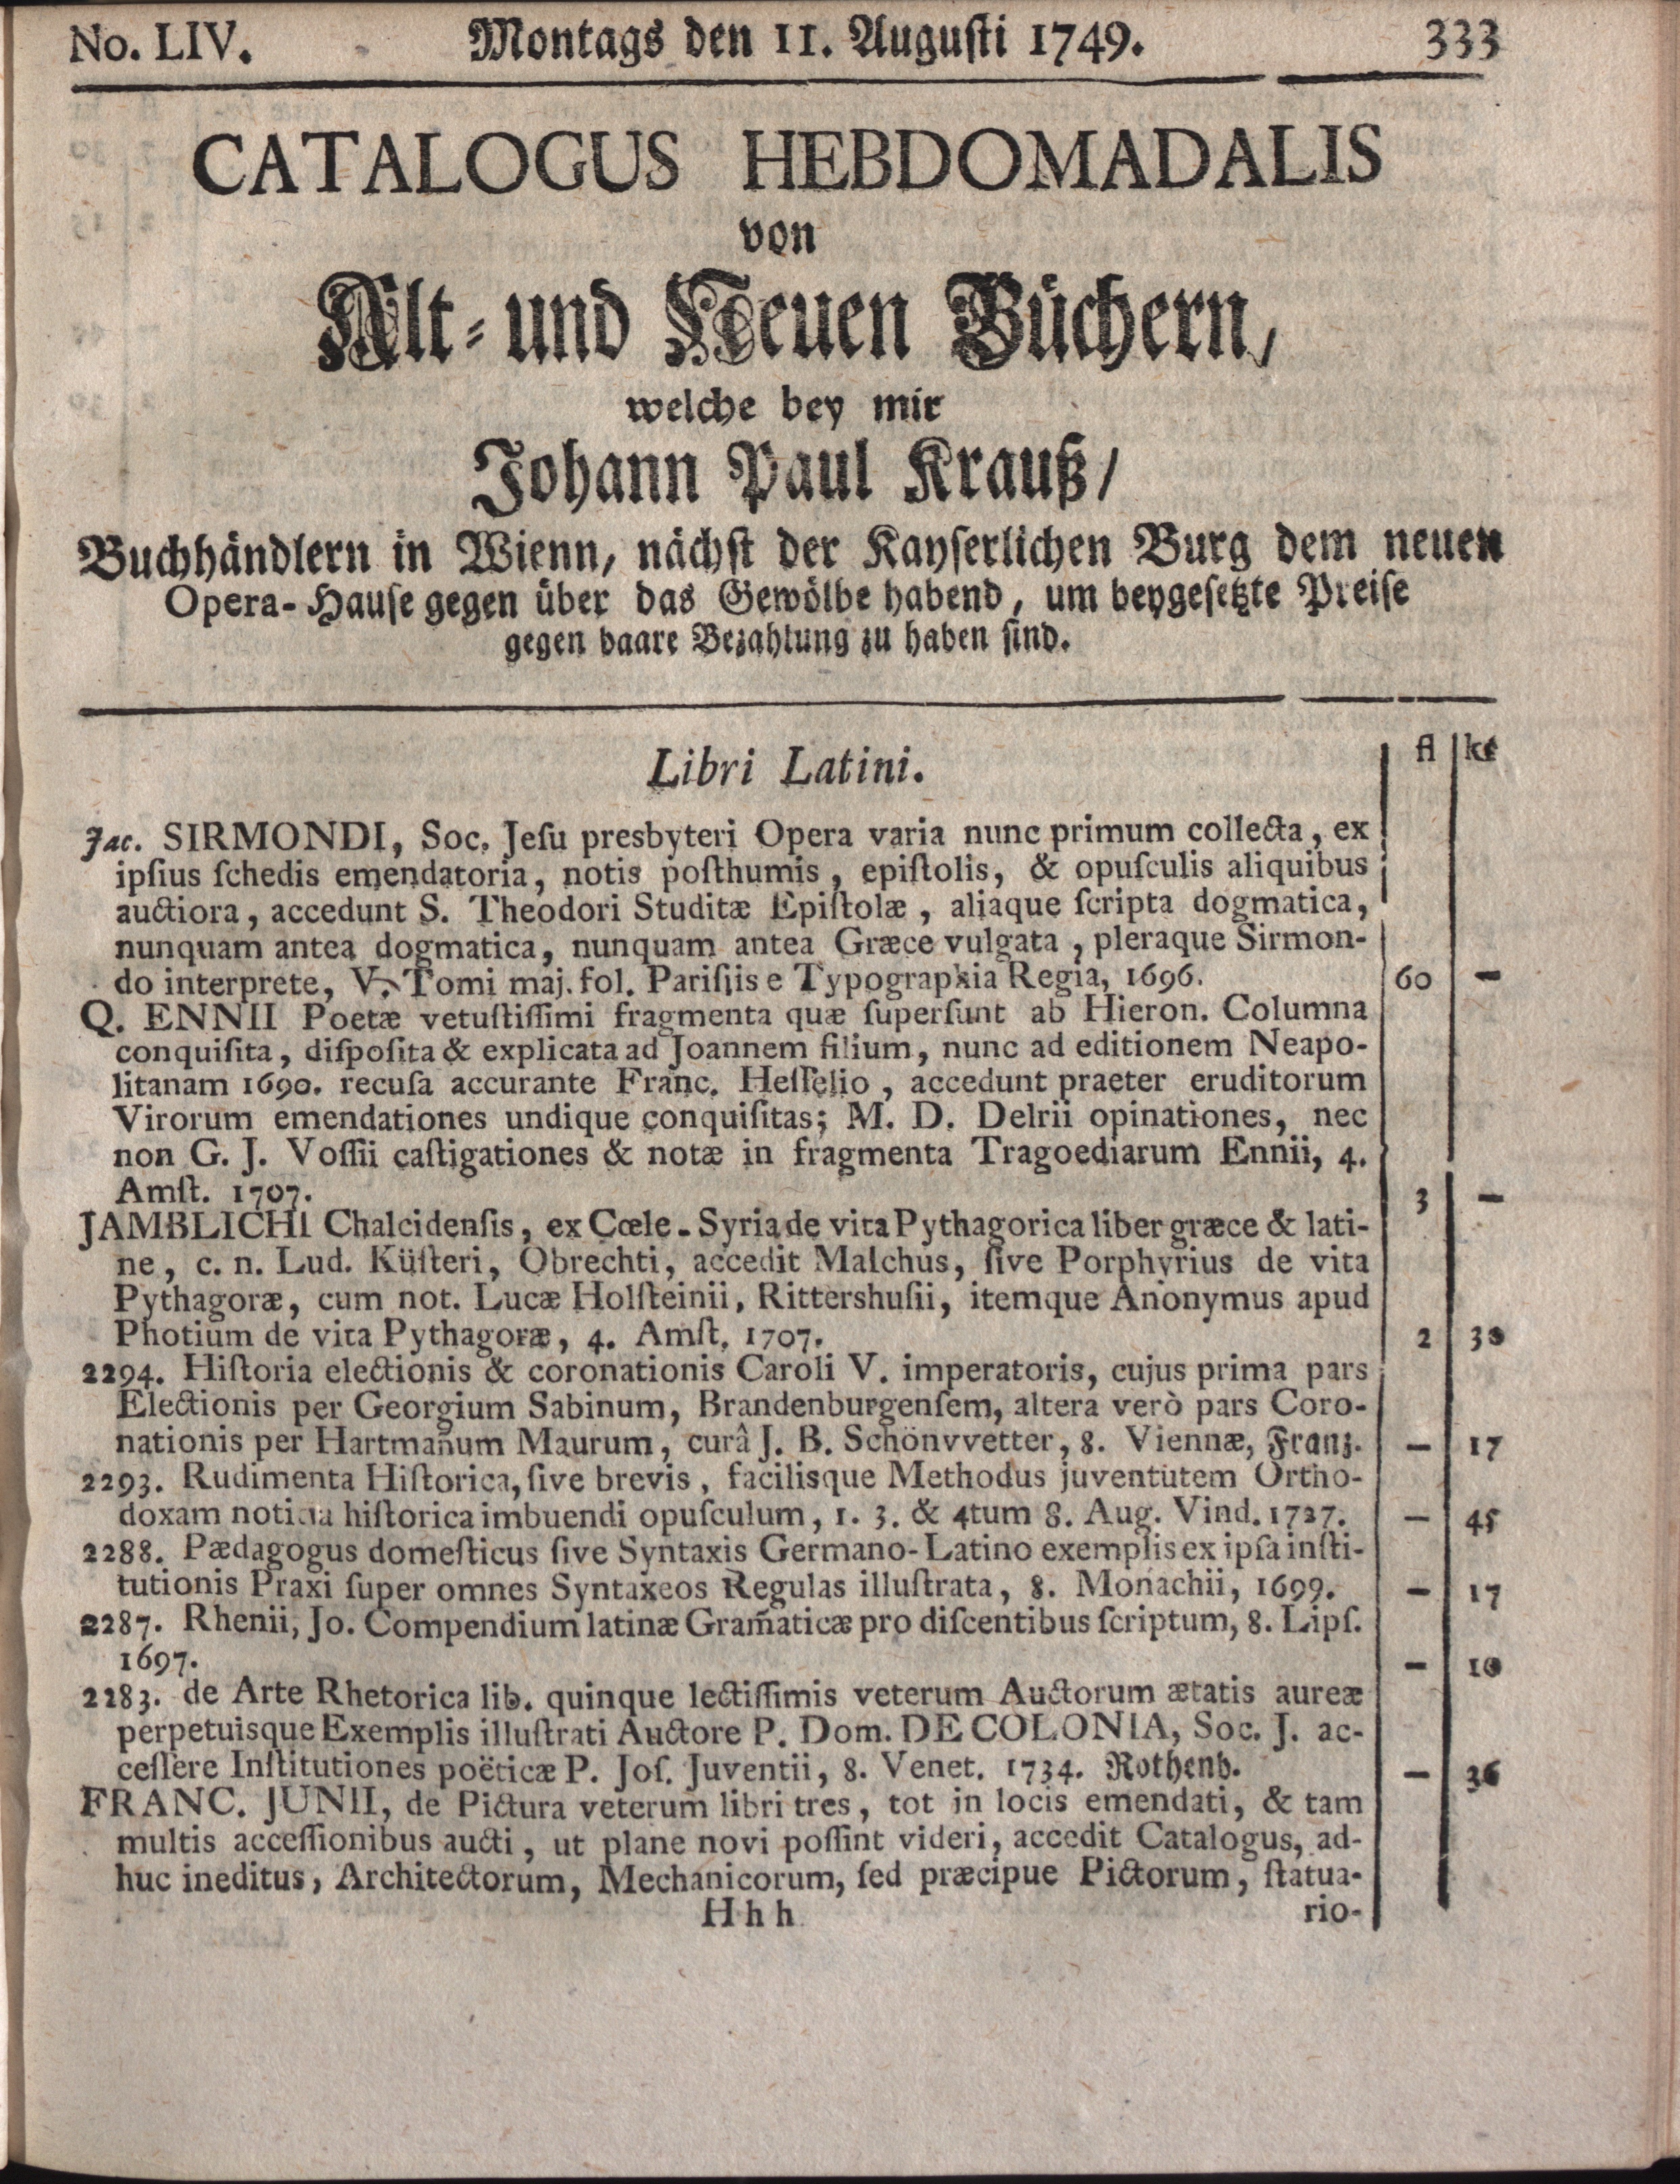 No. LIV. Montags den 11. Auguſti 1749. 333
CATALOGUS HEBDOMADALIS
von
Alt- und Neuen Büchern,
welche bey mir
Johann Paul Krauß/
Buchhändlern in Wienn, nächſt der Kayſerlichen Burg dem neuen
Opera-Hauſe gegen über das Gewölbe habend, um beygeſetzte Preiſe
gegen baare Bezahlung zu haben ſind.
Libri Latini. fl kr
Jac. SIRMONDI, Soc. Jeſu presbyteri Opera varia nunc primum collecta, ex
ipſius ſchedis emendatoria, notis poſthumis, epiſtolis, & opuſculis aliquibus
auctiora, accedunt S. Theodori Studitæ Epiſtolæ, aliaque ſcripta dogmatica,
nunquam antea dogmatica, nunquam antea Græce vulgata, pleraque Sirmon-
do interprete, V. Tomi maj. fol. Pariſiis e Typographia Regia, 1696. 60 —
Q. ENNII Poetæ vetuſtiſſimi fragmenta quæ ſuperſunt ab Hieron. Columna
conquiſita, diſpoſita & explicata ad Joannem filium, nunc ad editionem Neapo-
litanam 1690. recuſa accurante Franc. Heſſelio, accedunt praeter eruditorum
Virorum emendationes undique conquiſitas; M. D. Delrii opinationes, nec
non G. J. Voſſii caſtigationes & notæ in fragmenta Tragoediarum Ennii, 4.
Amſt. 1707. 3 —
JAMBLICHI Chalcidenſis, ex Cœle-Syria de vita Pythagorica liber græce & lati-
ne, c. n. Lud. Küſteri, Obrechti, accedit Malchus, ſive Porphyrius de vita
Pythagoræ, cum not. Lucæ Holſteinii, Rittershuſii, itemque Anonymus apud
Photium de vita Pythagoræ, 4. Amſt. 1707. 2 30
2294. Hiſtoria electionis & coronationis Caroli V. imperatoris, cujus prima pars
Electionis per Georgium Sabinum, Brandenburgenſem, altera verò pars Coro-
nationis per Hartmañum Maurum, curâ J. B. Schönvvetter, 8. Viennæ, Franz. — 17
2293. Rudimenta Hiſtorica, ſive brevis, facilisque Methodus juventutem Ortho-
doxam notitia hiſtorica imbuendi opuſculum, 1. 3. & 4tum 8. Aug. Vind. 1727. — 45
2288. Pædagogus domeſticus ſive Syntaxis Germano-Latino exemplis ex ipſa inſti-
tutionis Praxi ſuper omnes Syntaxeos Regulas illuſtrata, 8. Monachii, 1699. — 17
2287. Rhenii, Jo. Compendium latinæ Gram̃aticæ pro diſcentibus ſcriptum, 8. Lipſ.
1697. — 10
2283. de Arte Rhetorica lib. quinque lectiſſimis veterum Auctorum ætatis aureæ
perpetuisque Exemplis illuſtrati Auctore P. Dom. DE COLONIA, Soc. J. ac-
ceſſere Inſtitutiones poëticæ P. Joſ. Juventii, 8. Venet. 1734. Rothenb. — 36
FRANC. JUNII, de Pictura veterum libri tres, tot in locis emendati, & tam
multis acceſſionibus aucti, ut plane novi poſſint videri, accedit Catalogus, ad-
huc ineditus, Architectorum, Mechanicorum, ſed præcipue Pictorum, ſtatua-
Hhh rio-